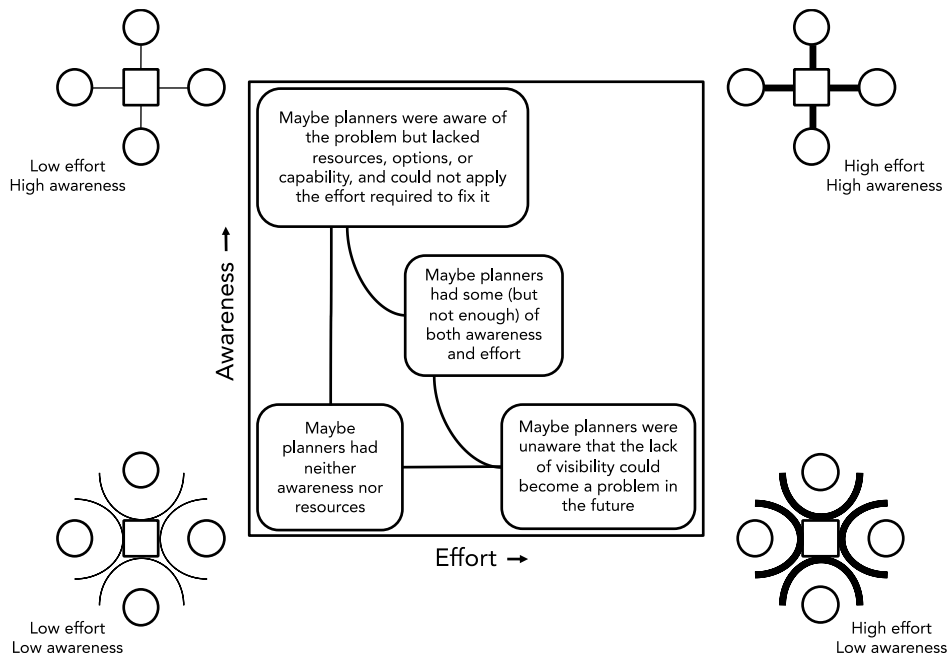 Low effort
High awareness
High effort
High awareness
Maybe planners were aware of
the problem but lacked
resources, options, or
capability, and could not apply
the effort required to fix it
Awareness →
Maybe planners
had some (but
not enough) of
both awareness
and effort
Maybe
planners had
neither
awareness nor
resources
Maybe planners were
unaware that the lack
of visibility could
become a problem in
the future
Effort →
Low effort
Low awareness
High effort
Low awareness